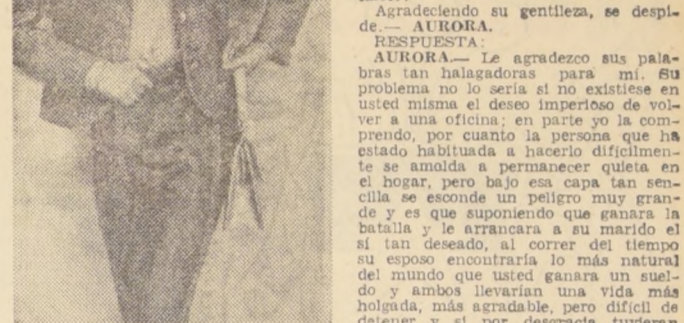 Agradeciendo su gentileza, se despi-
de.— AURORA.
RESPUESTA:
AURORA.— Le agradezco sus pala-
bras tan halagadoras para mí. Su
problema no lo sería si no existiese en
usted misma el deseo imperioso de vol-
ver a una oficina; en parte yo la com-
prendo, por cuanto la persona que ha
estado habituada a hacerlo difícilmen-
te se amolda a permanecer quieta en
el hogar, pero bajo esa capa tan sen-
cilla se esconde un peligro muy gran-
de y es que suponiendo que ganara la
batalla y le arrancara a su marido el
sí tan deseado, al correr del tiempo
su esposo encontraría lo más natural
del mundo que usted ganara un suel-
do y ambos llevarían una vida más
holgada, más agradable, pero difícil de
detener y si por desgracia tuvieran